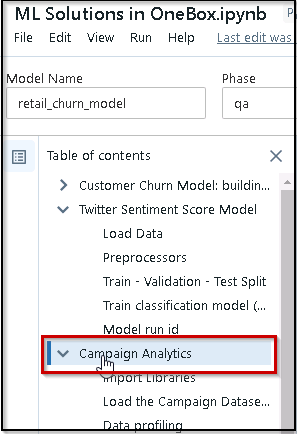 ML Solutions in OneBox.ipynb
File Edit View Run Help Last edit was
Model Name Phase
retail_churn_model qa
Table of contents
Customer Churn Model: buildin...
Twitter Sentiment Score Model
Load Data
Preprocessors
Train - Validation - Test Split
Train classification model (...
Model run id
Campaign Analytics
Import Libraries
Load the Campaign Datase...
Data profiling